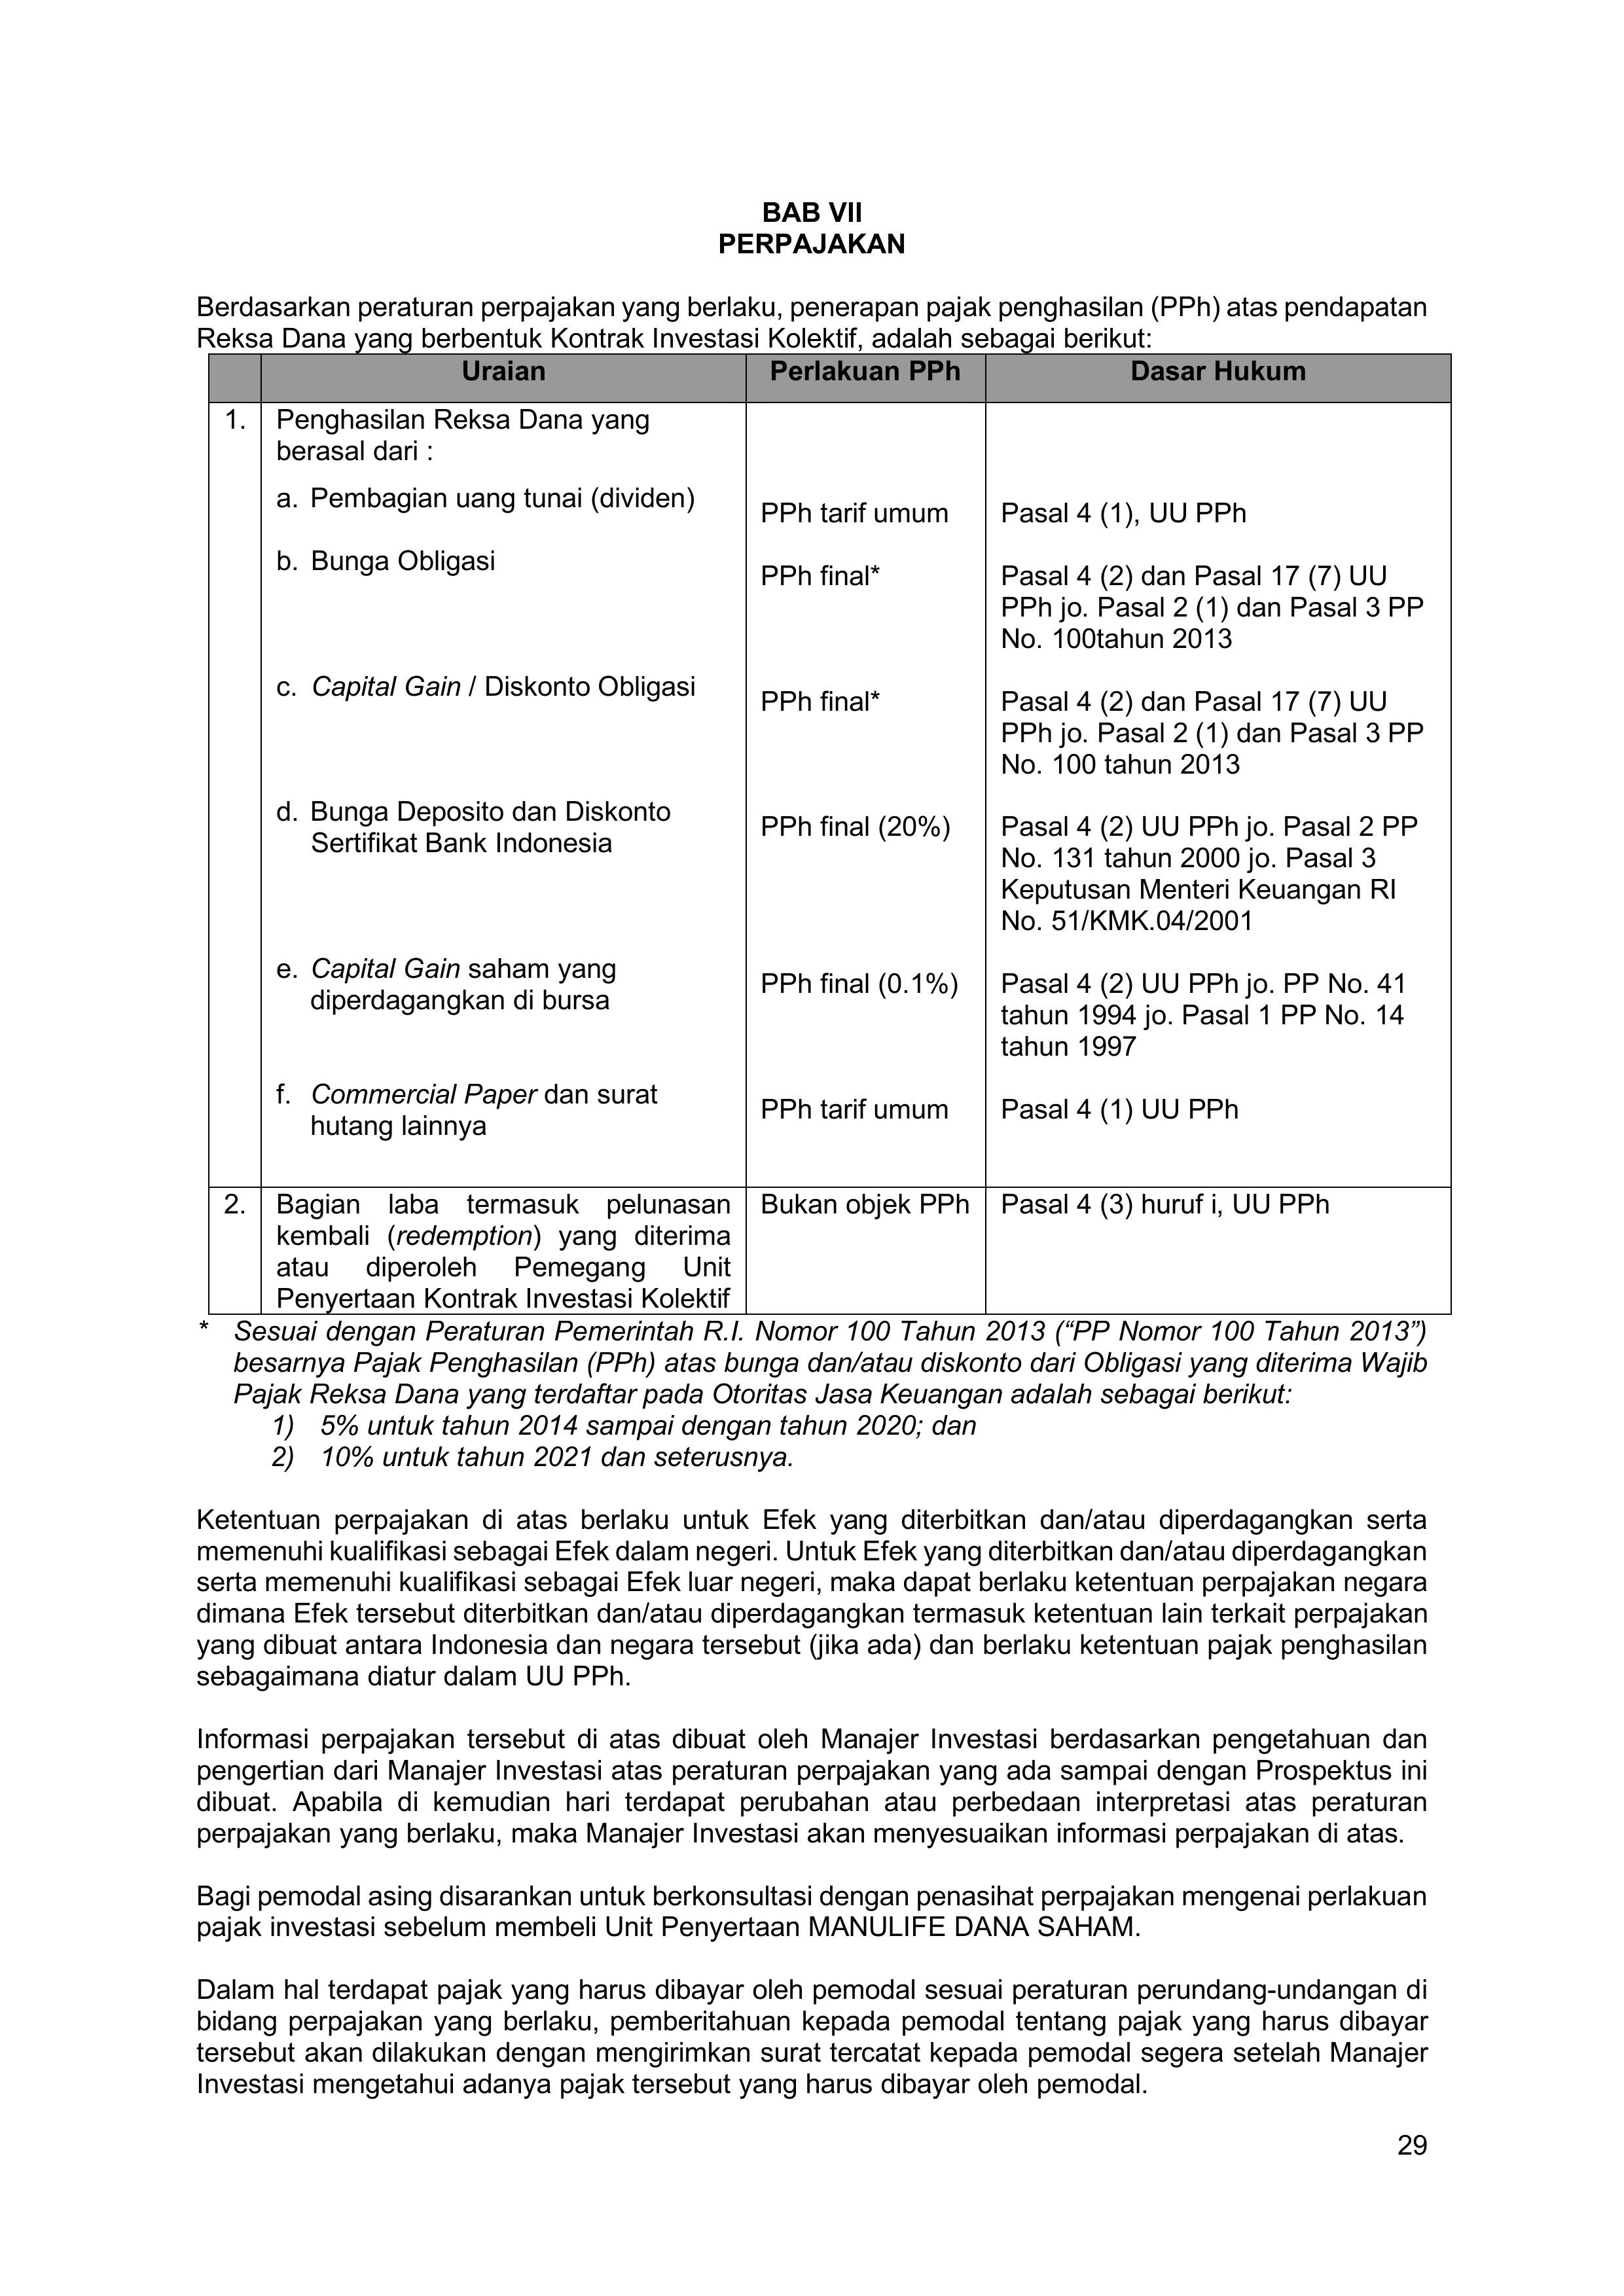 BAB VII
PERPAJAKAN
Berdasarkan peraturan perpajakan yang berlaku, penerapan pajak penghasilan (PPh) atas pendapatan
Reksa Dana yang berbentuk Kontrak Investasi Kolektif, adalah sebagai berikut:
Uraian Perlakuan PPh Dasar Hukum
1. Penghasilan Reksa Dana yang
berasal dari :
a. Pembagian uang tunai (dividen)
PPh tarif umum Pasal 4 (1), UU PPh
b. Bunga Obligasi
PPh final* Pasal 4 (2) dan Pasal 17 (7) UU
PPh jo. Pasal 2 (1) dan Pasal 3 PP
No. 100tahun 2013
c. Capital Gain / Diskonto Obligasi
PPh final* Pasal 4 (2) dan Pasal 17 (7) UU
PPh jo. Pasal 2 (1) dan Pasal 3 PP
No. 100 tahun 2013
d. Bunga Deposito dan Diskonto
Sertifikat Bank Indonesia
PPh final (20%) Pasal 4 (2) UU PPh jo. Pasal 2 PP
No. 131 tahun 2000 jo. Pasal 3
Keputusan Menteri Keuangan RI
No. 51/KMK.04/2001
e. Capital Gain saham yang
diperdagangkan di bursa
PPh final (0.1%) Pasal 4 (2) UU PPh jo. PP No. 41
tahun 1994 jo. Pasal 1 PP No. 14
tahun 1997
f. Commercial Paper dan surat
hutang lainnya
PPh tarif umum Pasal 4 (1) UU PPh
2. Bagian laba termasuk pelunasan
kembali (redemption) yang diterima
atau diperoleh Pemegang Unit
Penyertaan Kontrak Investasi Kolektif
Bukan objek PPh Pasal 4 (3) huruf i, UU PPh
* Sesuai dengan Peraturan Pemerintah R.I. Nomor 100 Tahun 2013 (“PP Nomor 100 Tahun 2013”)
besarnya Pajak Penghasilan (PPh) atas bunga dan/atau diskonto dari Obligasi yang diterima Wajib
Pajak Reksa Dana yang terdaftar pada Otoritas Jasa Keuangan adalah sebagai berikut:
1) 5% untuk tahun 2014 sampai dengan tahun 2020; dan
2) 10% untuk tahun 2021 dan seterusnya.
Ketentuan perpajakan di atas berlaku untuk Efek yang diterbitkan dan/atau diperdagangkan serta
memenuhi kualifikasi sebagai Efek dalam negeri. Untuk Efek yang diterbitkan dan/atau diperdagangkan
serta memenuhi kualifikasi sebagai Efek luar negeri, maka dapat berlaku ketentuan perpajakan negara
dimana Efek tersebut diterbitkan dan/atau diperdagangkan termasuk ketentuan lain terkait perpajakan
yang dibuat antara Indonesia dan negara tersebut (jika ada) dan berlaku ketentuan pajak penghasilan
sebagaimana diatur dalam UU PPh.
Informasi perpajakan tersebut di atas dibuat oleh Manajer Investasi berdasarkan pengetahuan dan
pengertian dari Manajer Investasi atas peraturan perpajakan yang ada sampai dengan Prospektus ini
dibuat. Apabila di kemudian hari terdapat perubahan atau perbedaan interpretasi atas peraturan
perpajakan yang berlaku, maka Manajer Investasi akan menyesuaikan informasi perpajakan di atas.
Bagi pemodal asing disarankan untuk berkonsultasi dengan penasihat perpajakan mengenai perlakuan
pajak investasi sebelum membeli Unit Penyertaan MANULIFE DANA SAHAM.
Dalam hal terdapat pajak yang harus dibayar oleh pemodal sesuai peraturan perundang-undangan di
bidang perpajakan yang berlaku, pemberitahuan kepada pemodal tentang pajak yang harus dibayar
tersebut akan dilakukan dengan mengirimkan surat tercatat kepada pemodal segera setelah Manajer
Investasi mengetahui adanya pajak tersebut yang harus dibayar oleh pemodal.
29